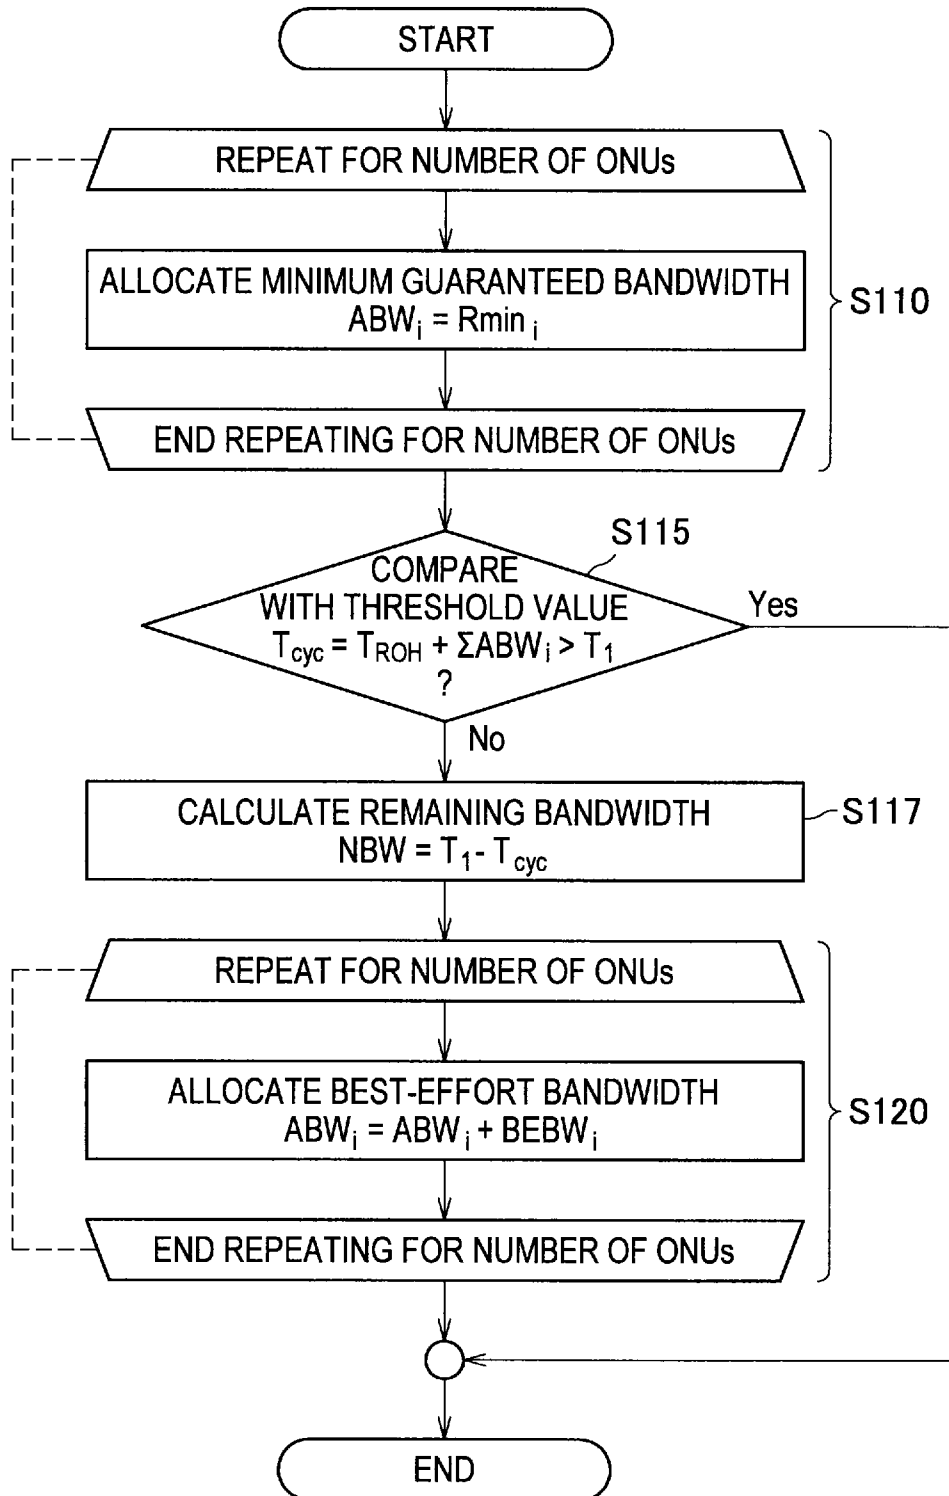 START
REPEAT FOR NUMBER OF ONUs
ALLOCATE MINIMUM GUARANTEED BANDWIDTH
ABWi = Rmini
S110
END REPEATING FOR NUMBER OF ONUs
S115
COMPARE
WITH THRESHOLD VALUE
Tcyc = TROH + ΣABWi > T1
?
Yes
No
CALCULATE REMAINING BANDWIDTH
NBW = T1 - Tcyc
S117
REPEAT FOR NUMBER OF ONUs
ALLOCATE BEST-EFFORT BANDWIDTH
ABWi = ABWi + BEBWi
S120
END REPEATING FOR NUMBER OF ONUs
END